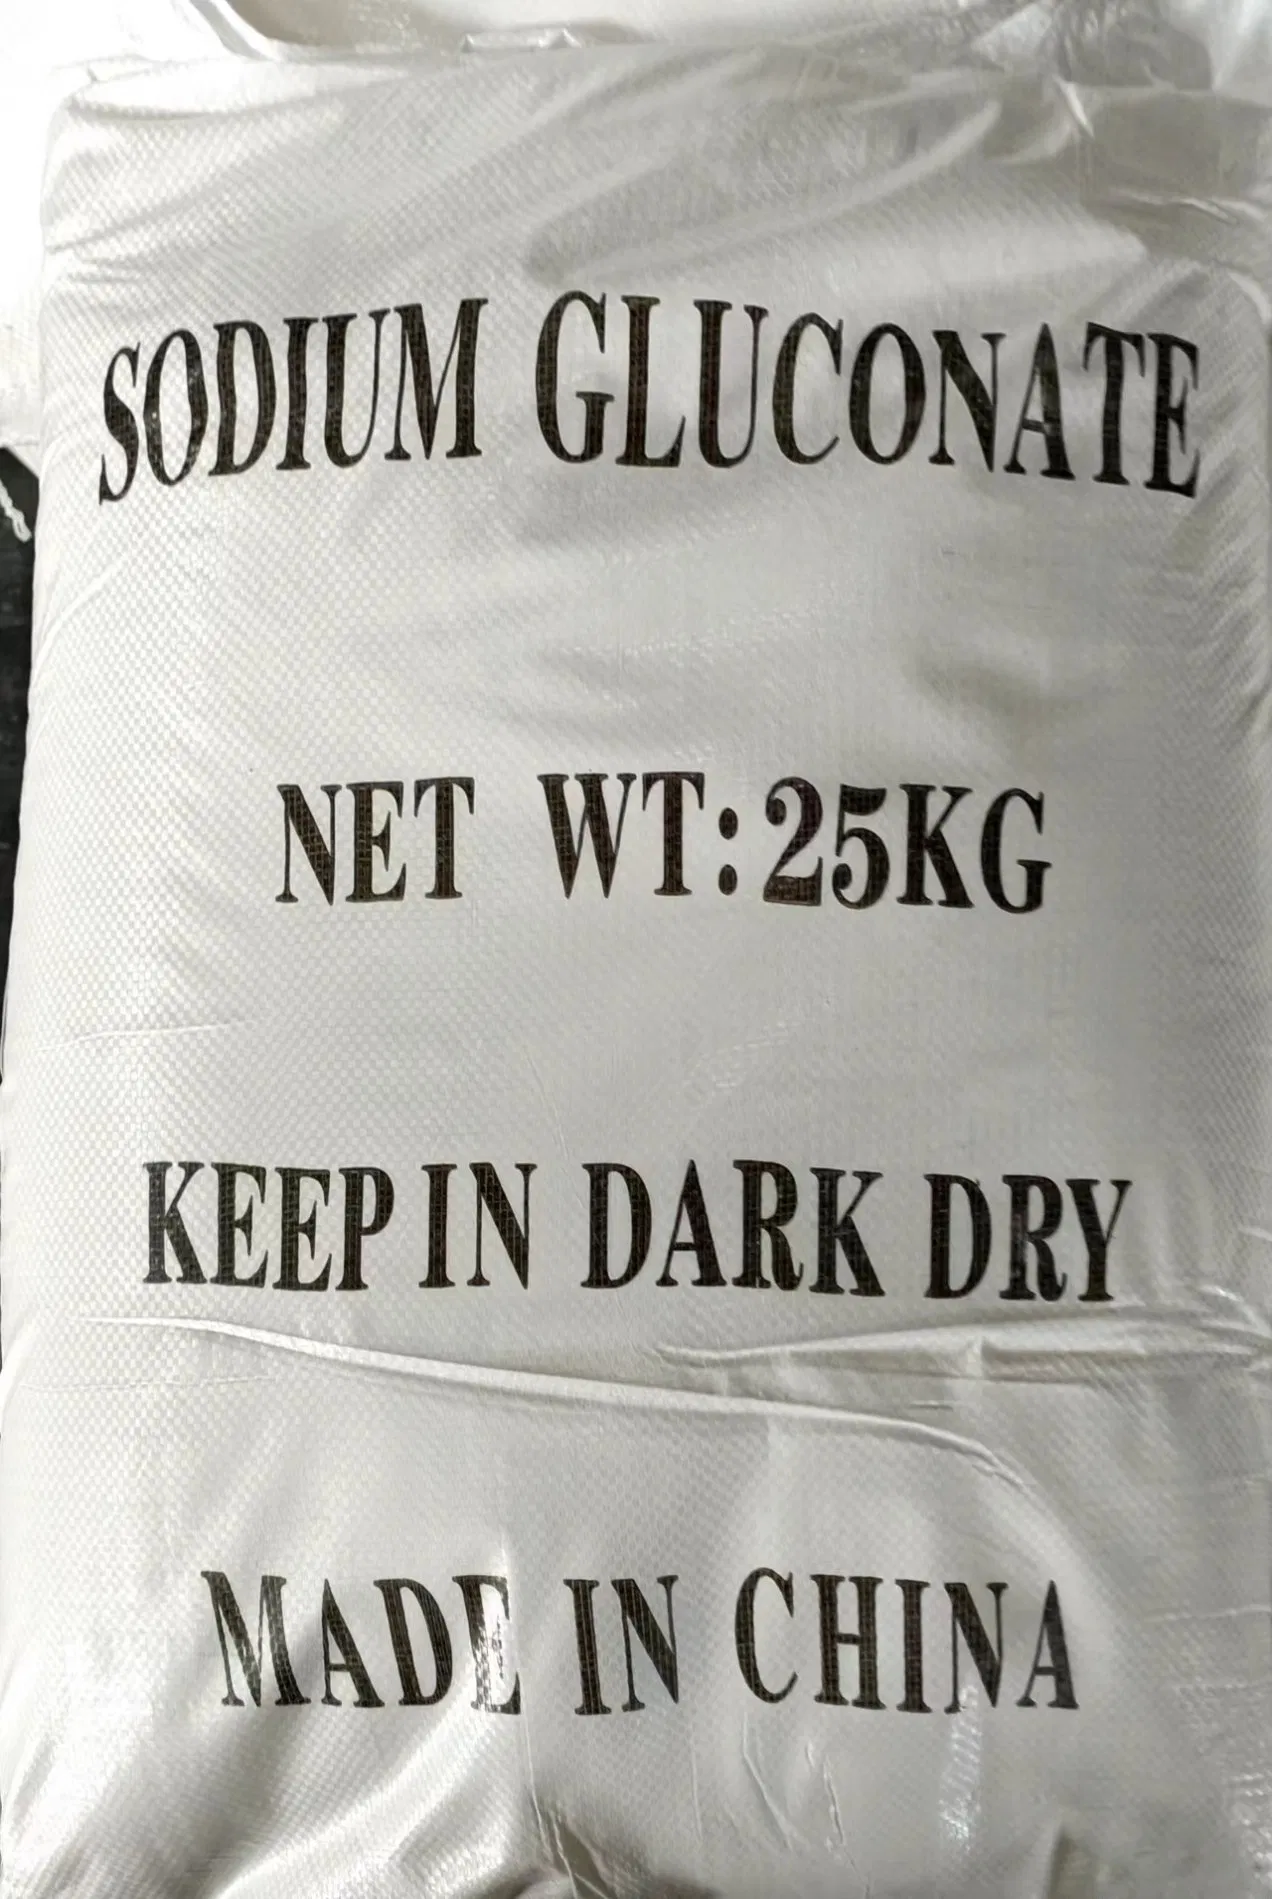 SODIUM GLUCONATE
NET WT:25KG
KEEP IN DARK DRY
MADE IN CHINA